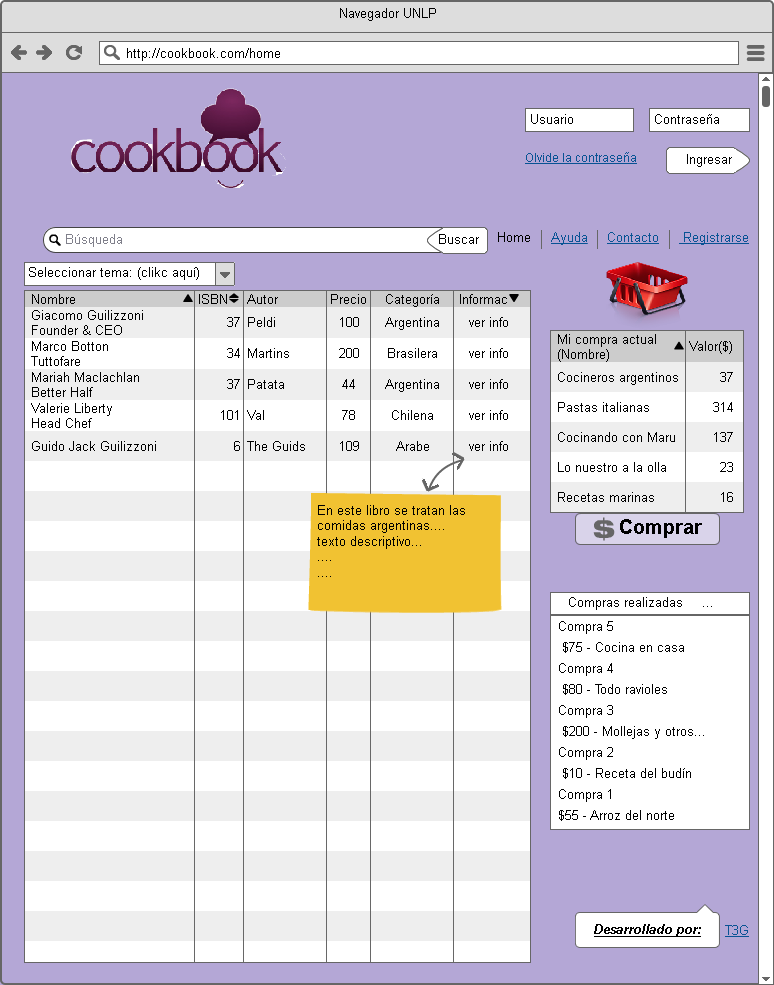 Navegador UNLP
http://cookbook.com/home
cookbook
Usuario
Contraseña
Olvide la contraseña
Ingresar
Búsqueda
Buscar
Home
Ayuda
Contacto
Registrarse
Seleccionar tema: (clikc aquí)
Nombre ISBN Autor Precio Categoría Informac
Giacomo Guilizzoni
Founder & CEO
37 Peldi 100 Argentina ver info
Marco Botton
Tuttofare
34 Martins 200 Brasilera ver info
Mariah Maclachlan
Better Half
37 Patata 44 Argentina ver info
Valerie Liberty
Head Chef
101 Val 78 Chilena ver info
Guido Jack Guilizzoni 6 The Guids 109 Arabe ver info
En este libro se tratan las
comidas argentinas....
texto descriptivo...
....
....
Mi compra actual
(Nombre)
Valor($)
Cocineros argentinos 37
Pastas italianas 314
Cocinando con Maru 137
Lo nuestro a la olla 23
Recetas marinas 16
$ Comprar
Compras realizadas ...
Compra 5
$75 - Cocina en casa
Compra 4
$80 - Todo ravioles
Compra 3
$200 - Mollejas y otros...
Compra 2
$10 - Receta del budín
Compra 1
$55 - Arroz del norte
Desarrollado por:
T3G